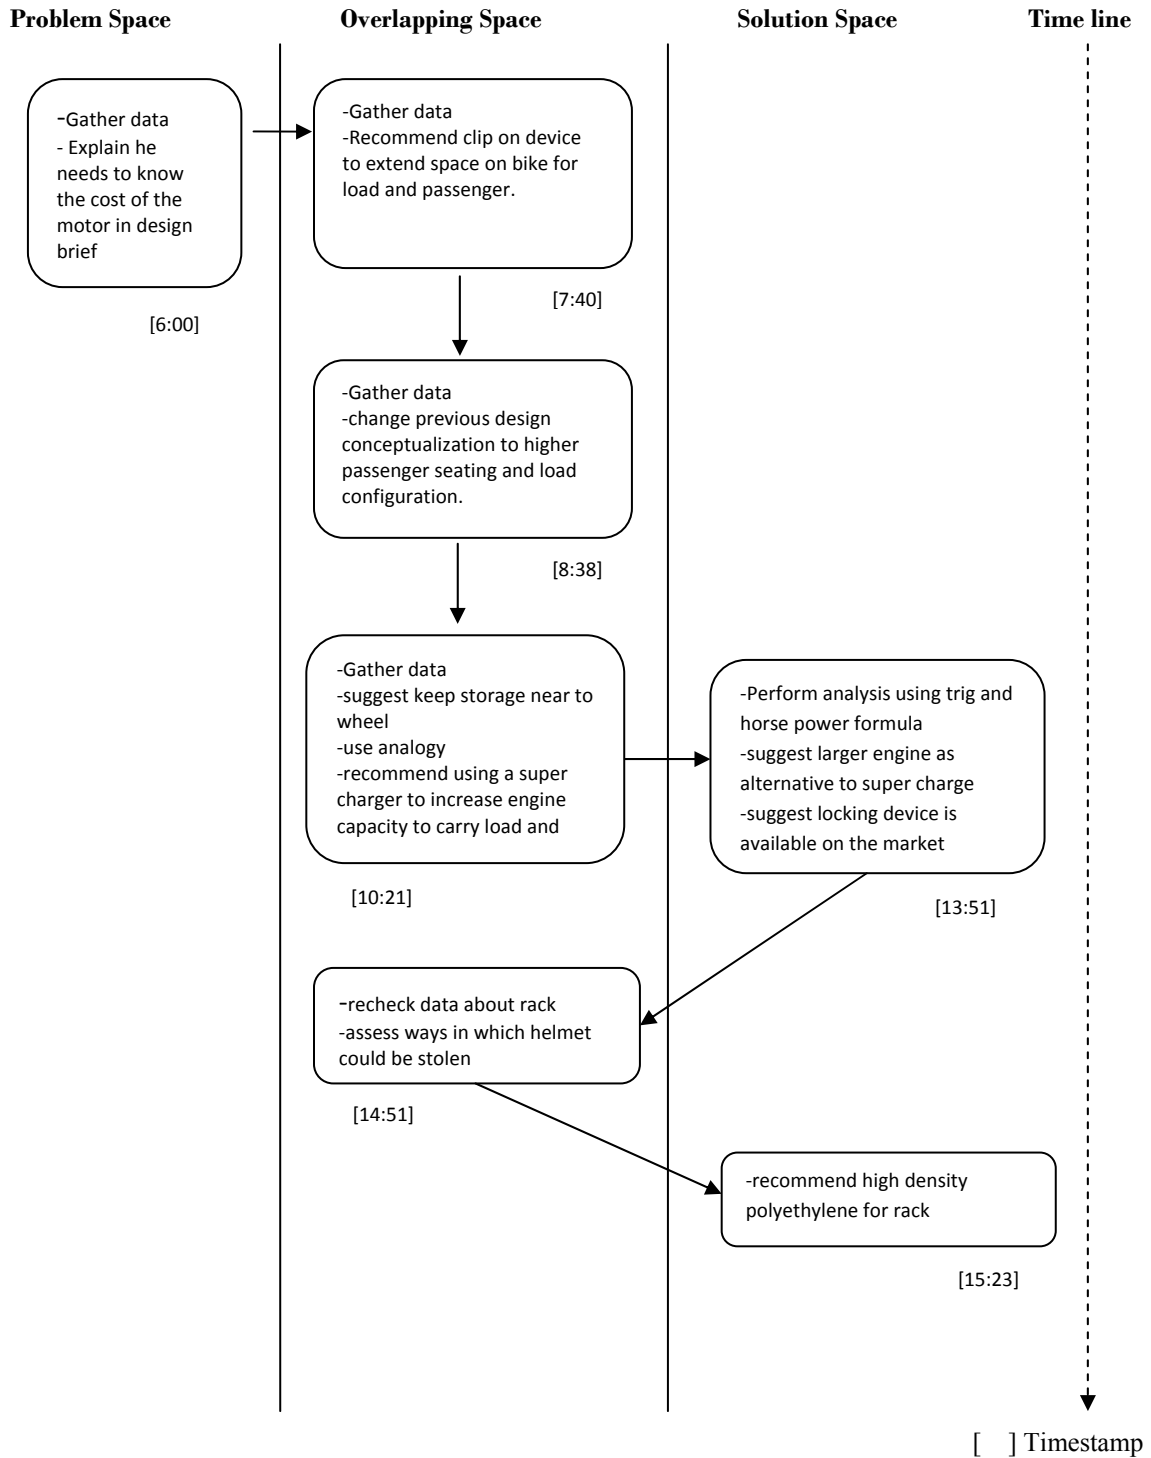 Problem Space
Overlapping Space
Solution Space
Time line
-Gather data
- Explain he
needs to know
the cost of the
motor in design
brief
[6:00]
-Gather data
-Recommend clip on device
to extend space on bike for
load and passenger.
[7:40]
-Gather data
-change previous design
conceptualization to higher
passenger seating and load
configuration.
[8:38]
-Gather data
-suggest keep storage near to
wheel
-use analogy
-recommend using a super
charger to increase engine
capacity to carry load and
[10:21]
-Perform analysis using trig and
horse power formula
-suggest larger engine as
alternative to super charge
-suggest locking device is
available on the market
[13:51]
-recheck data about rack
-assess ways in which helmet
could be stolen
[14:51]
-recommend high density
polyethylene for rack
[15:23]
[ ] Timestamp